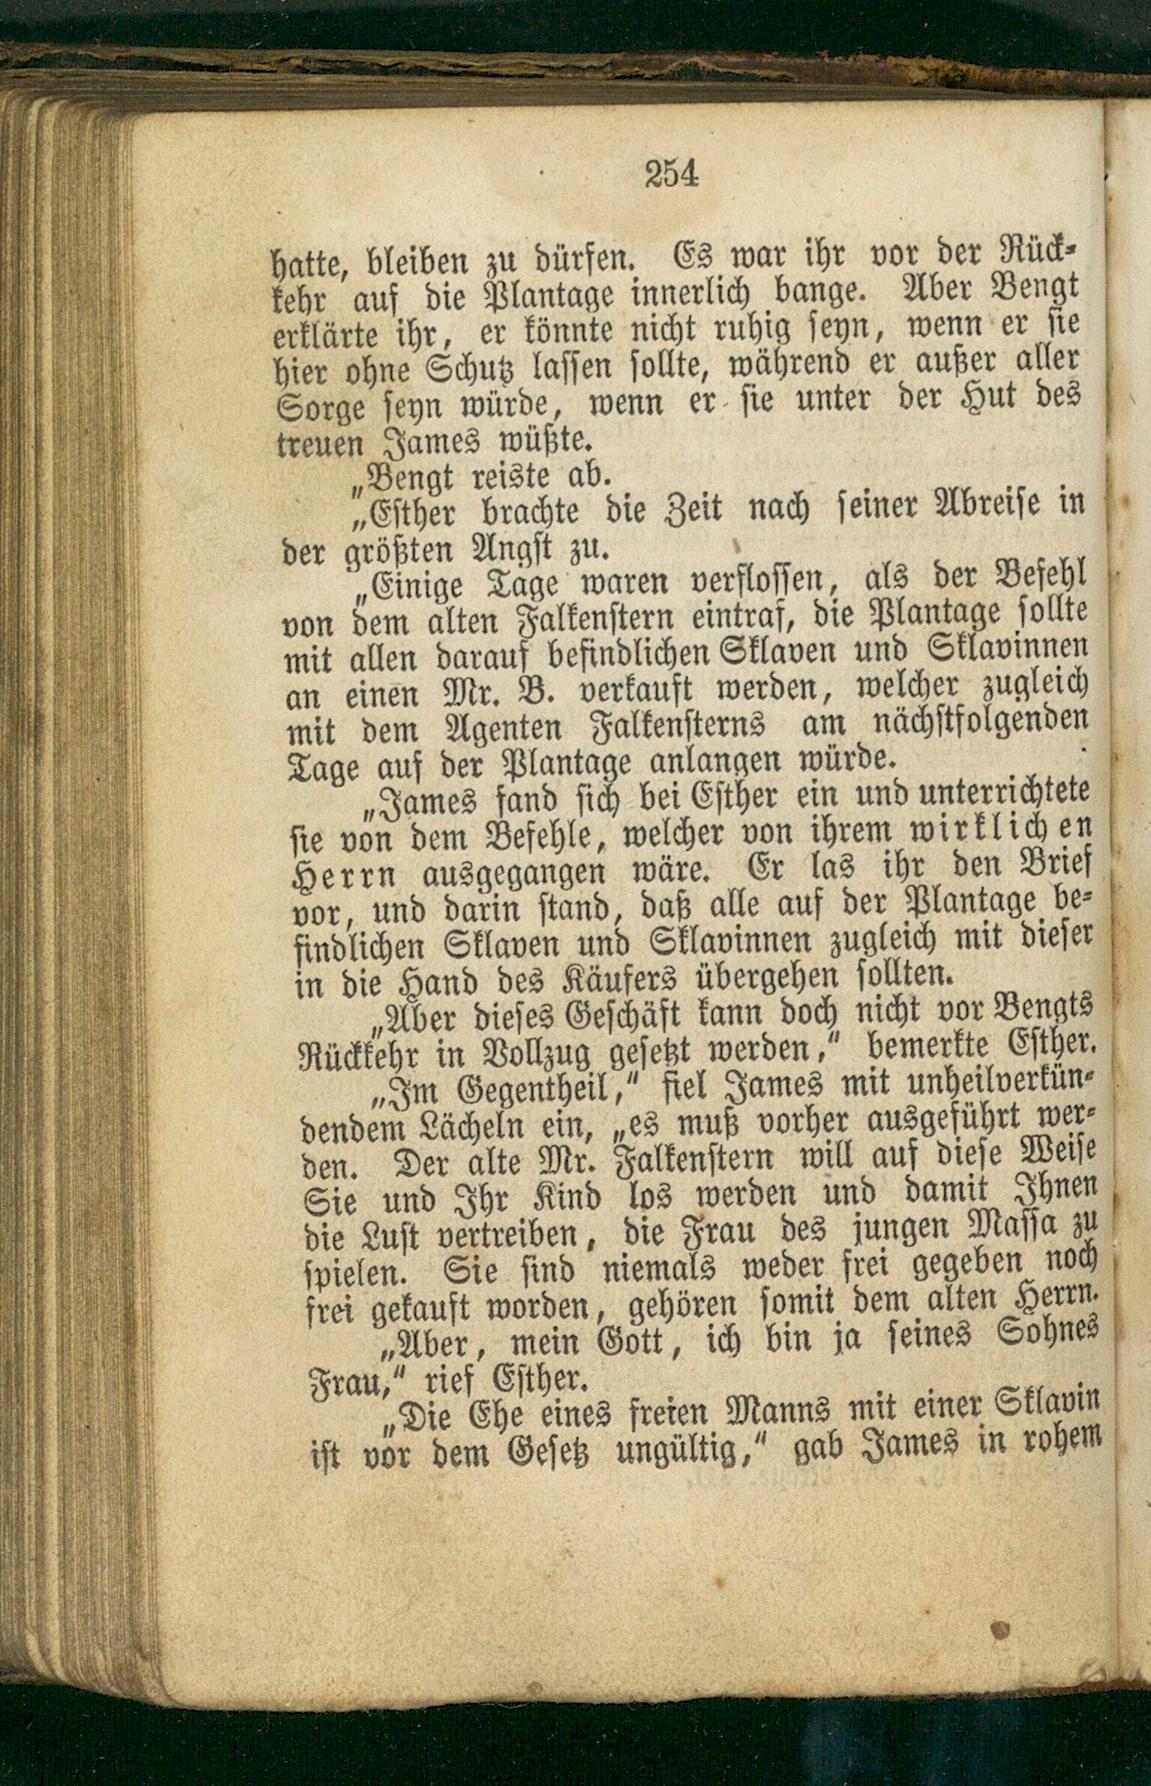 254
hatte, bleiben zu dürfen. Es war ihr vor der Rück-
kehr auf die Plantage innerlich bange. Aber Bengt
erklärte ihr, er könnte nicht ruhig seyn, wenn er sie
hier ohne Schutz lassen sollte, während er außer aller
Sorge seyn würde, wenn er sie unter der Hut des
treuen James wüßte.
„Bengt reiste ab.
„Esther brachte die Zeit nach seiner Abreise in
der größten Angst zu.
„Einige Tage waren verflossen, als der Befehl
von dem alten Falkenstern eintraf, die Plantage sollte
mit allen darauf befindlichen Sklaven und Sklavinnen
an einen Mr. B. verkauft werden, welcher zugleich
mit dem Agenten Falkensterns am nächstfolgenden
Tage auf der Plantage anlangen würde.
„James fand sich bei Esther ein und unterrichtete
sie von dem Befehle, welcher von ihrem wirklichen
Herrn ausgegangen wäre. Er las ihr den Brief
vor, und darin stand, daß alle auf der Plantage be-
findlichen Sklaven und Sklavinnen zugleich mit dieser
in die Hand des Käufers übergehen sollten.
„Aber dieses Geschäft kann doch nicht vor Bengts
Rückkehr in Vollzug gesetzt werden,“ bemerkte Esther.
„Im Gegentheil,“ fiel James mit unheilverkün-
dendem Lächeln ein, „es muß vorher ausgeführt wer-
den. Der alte Mr. Falkenstern will auf diese Weise
Sie und Ihr Kind los werden und damit Ihnen
die Lust vertreiben, die Frau des jungen Massa zu
spielen. Sie sind niemals weder frei gegeben noch
frei gekauft worden, gehören somit dem alten Herrn.
„Aber, mein Gott, ich bin ja seines Sohnes
Frau,“ rief Esther.
„Die Ehe eines freien Manns mit einer Sklavin
ist vor dem Gesetz ungültig,“ gab James in rohem